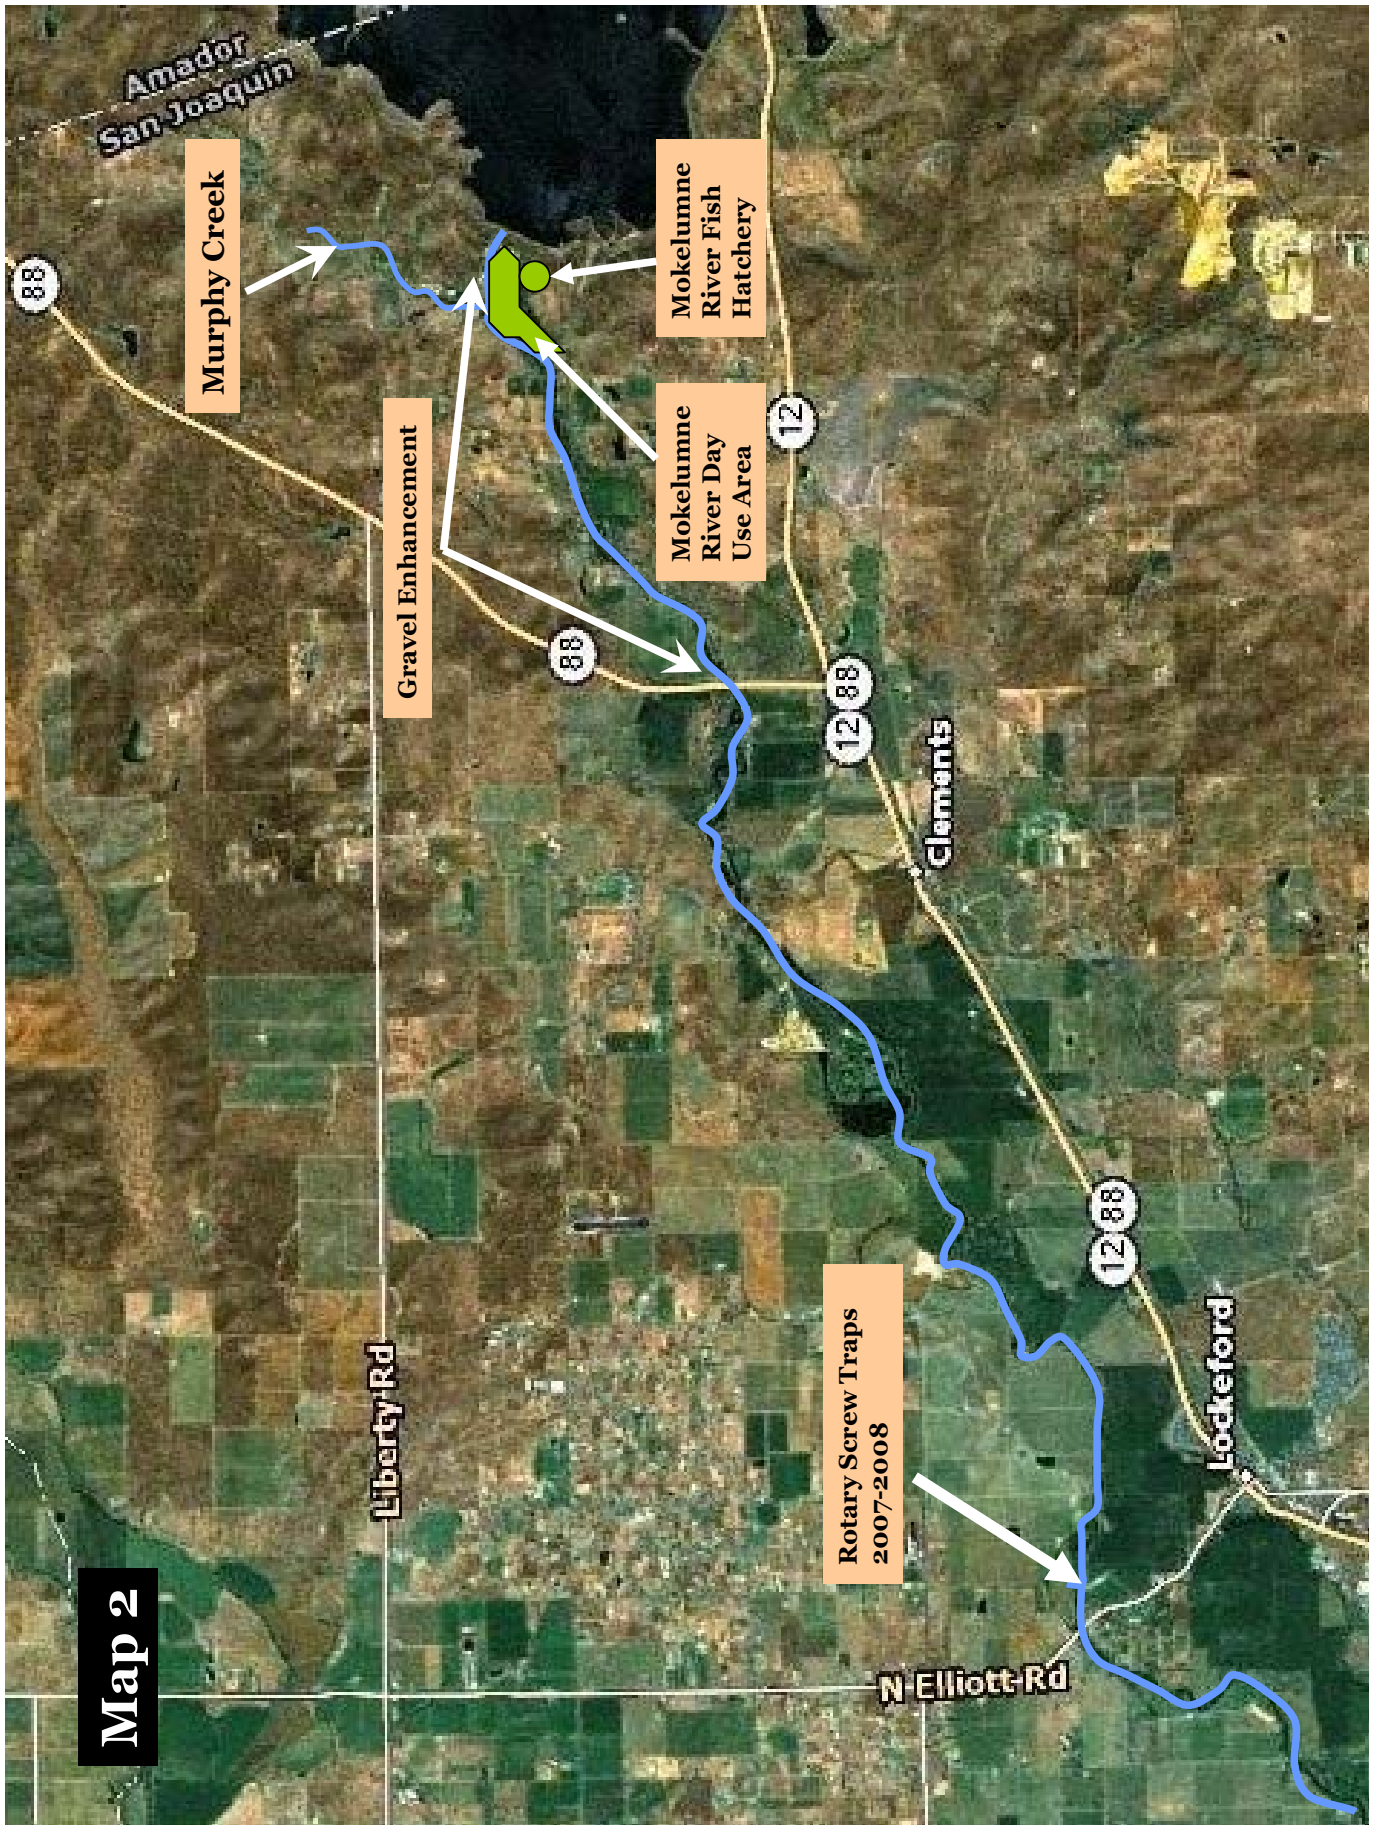 Map 2
Liberty Rd
N Elliott Rd
Rotary Screw Traps
2007-2008
Lockeford
12
88
Clements
12
88
88
Gravel Enhancement
Mokelumne
River Day
Use Area
12
Murphy Creek
88
Mokelumne
River Fish
Hatchery
Amador
San Joaquin